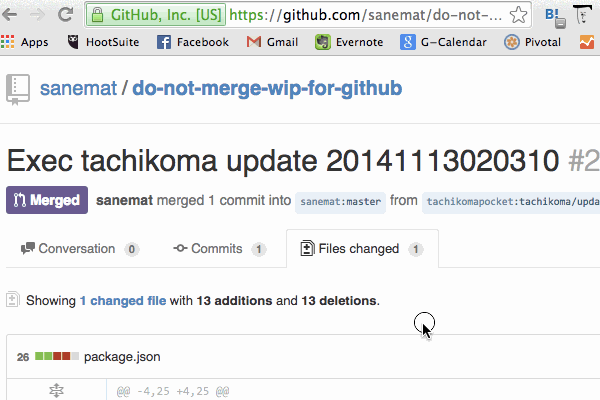 GitHub, Inc. [US] https://github.com/sanemat/do-not-... B!
Apps HootSuite Facebook Gmail Evernote G-Calendar Pivotal
sanemat / do-not-merge-wip-for-github
Exec tachikoma update 20141113020310 #2
Merged sanemat merged 1 commit into sanemat:master from tachikomapocket:tachikoma/upda
Conversation 0 Commits 1 Files changed 1
Showing 1 changed file with 13 additions and 13 deletions.
26 package.json
@@ -4,25 +4,25 @@